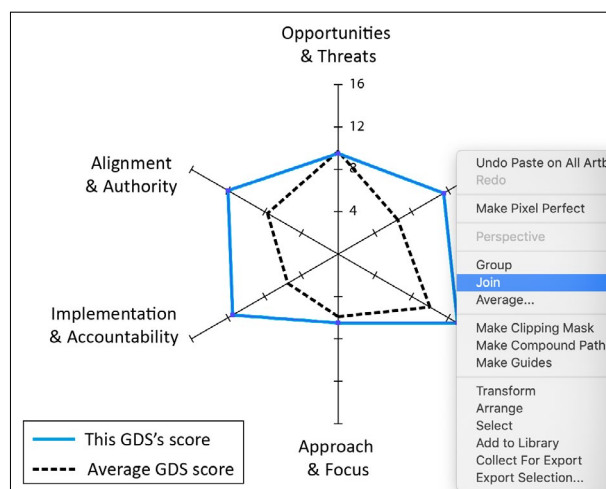 Opportunities
& Threats
16
12
8
4
Alignment
& Authority
Implementation
& Accountability
Approach
& Focus
This GDS's score
Average GDS score
Undo Paste on All Artb
Redo
Make Pixel Perfect
Perspective
Group
Join
Average...
Make Clipping Mask
Make Compound Path
Make Guides
Transform
Arrange
Select
Add to Library
Collect For Export
Export Selection...